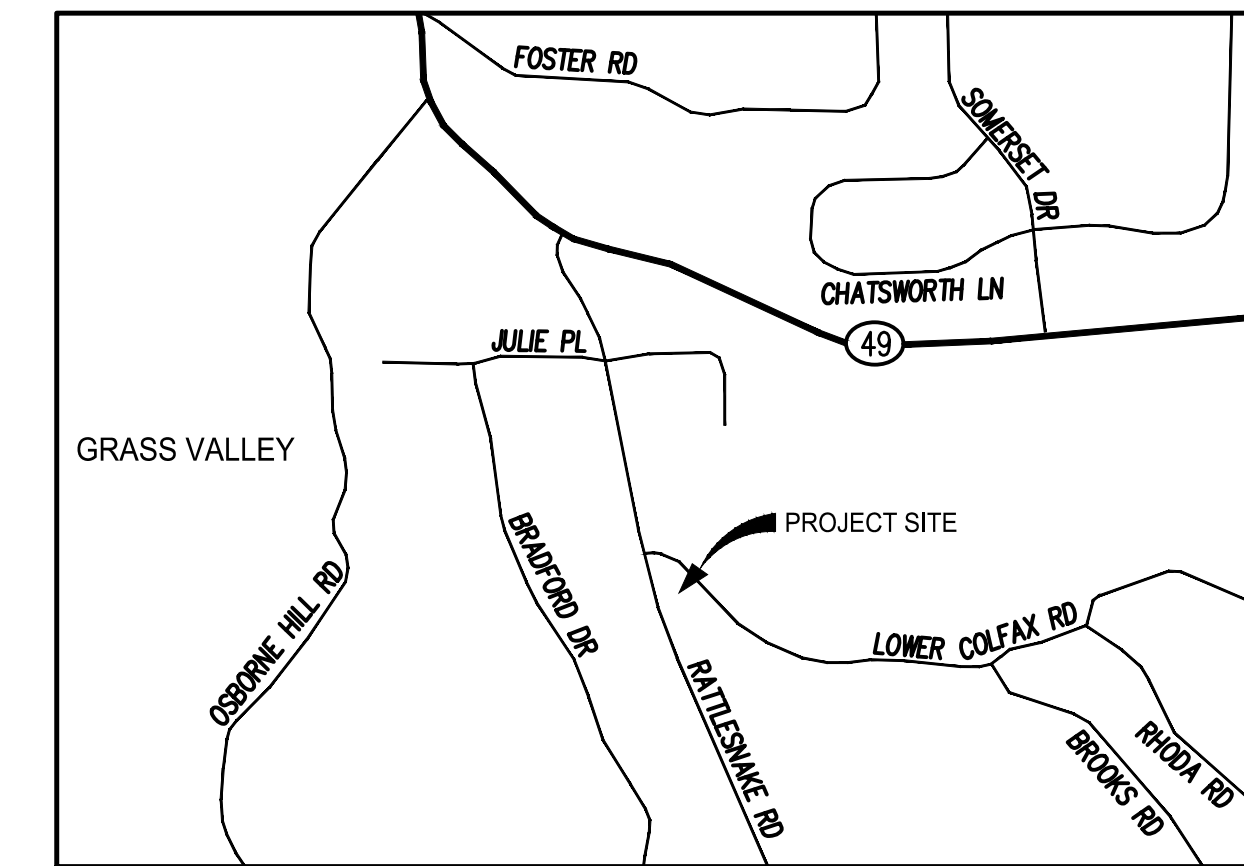 FOSTER RD
SOMERSET DR
CHATSWORTH LN
49
JULIE PL
GRASS VALLEY
PROJECT SITE
BRADFORD DR
OSBORNE HILL RD
LOWER COLFAX RD
RATTLESNAKE RD
BROOKS RD
RHODA RD